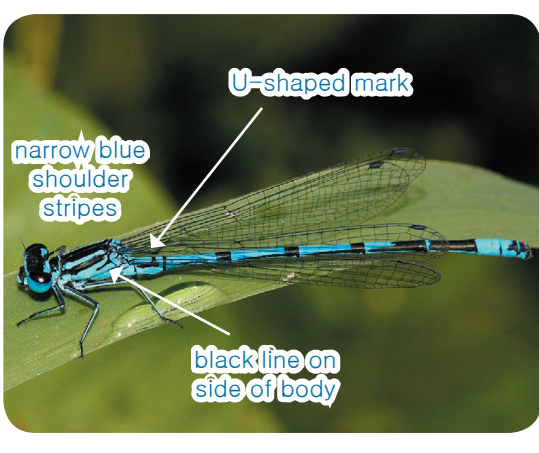 U-shaped mark
narrow blue
shoulder
stripes
black line on
side of body